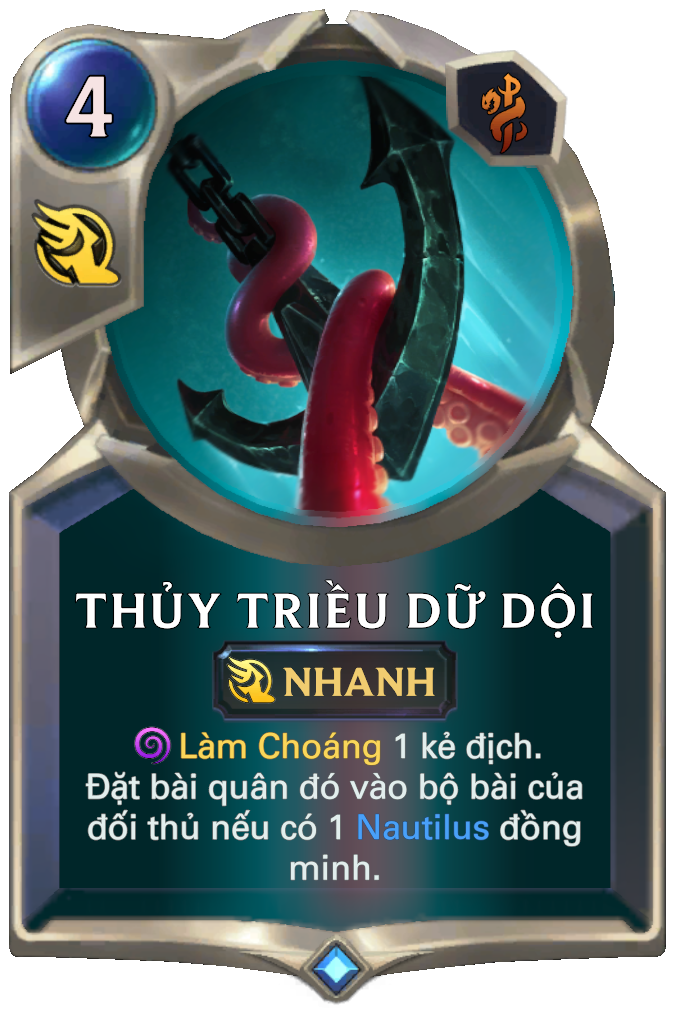 4
THỦY TRIỀU DỮ DỘI
NHANH
Làm Choáng 1 kẻ địch.
Đặt bài quân đó vào bộ bài của
đối thủ nếu có 1 Nautilus đồng
minh.